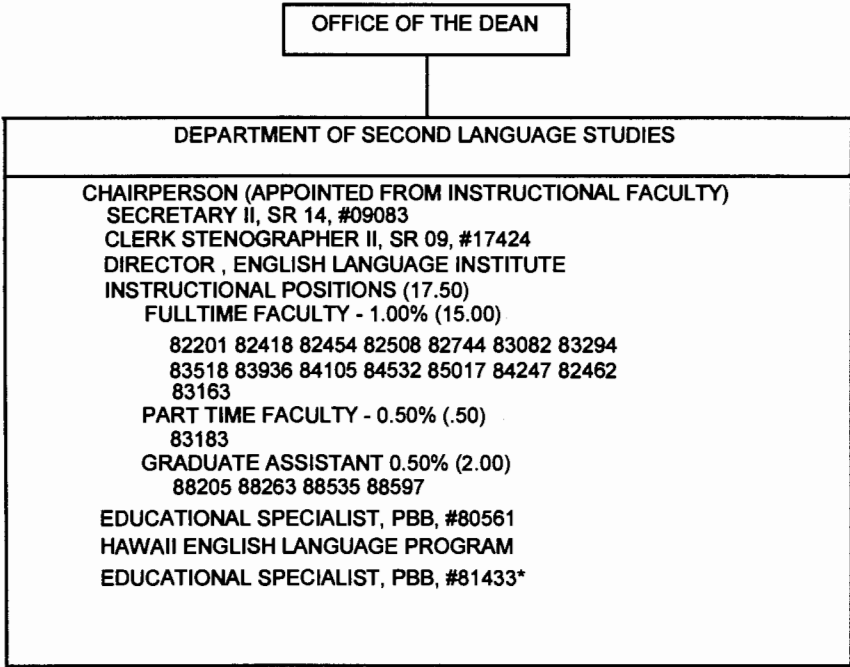 OFFICE OF THE DEAN
DEPARTMENT OF SECOND LANGUAGE STUDIES
CHAIRPERSON (APPOINTED FROM INSTRUCTIONAL FACULTY)
SECRETARY II, SR 14, #09083
CLERK STENOGRAPHER II, SR 09, #17424
DIRECTOR , ENGLISH LANGUAGE INSTITUTE
INSTRUCTIONAL POSITIONS (17.50)
FULLTIME FACULTY - 1.00% (15.00)
82201 82418 82454 82508 82744 83082 83294
83518 83936 84105 84532 85017 84247 82462
83163
PART TIME FACULTY - 0.50% (.50)
83183
GRADUATE ASSISTANT 0.50% (2.00)
88205 88263 88535 88597
EDUCATIONAL SPECIALIST, PBB, #80561
HAWAII ENGLISH LANGUAGE PROGRAM
EDUCATIONAL SPECIALIST, PBB, #81433*